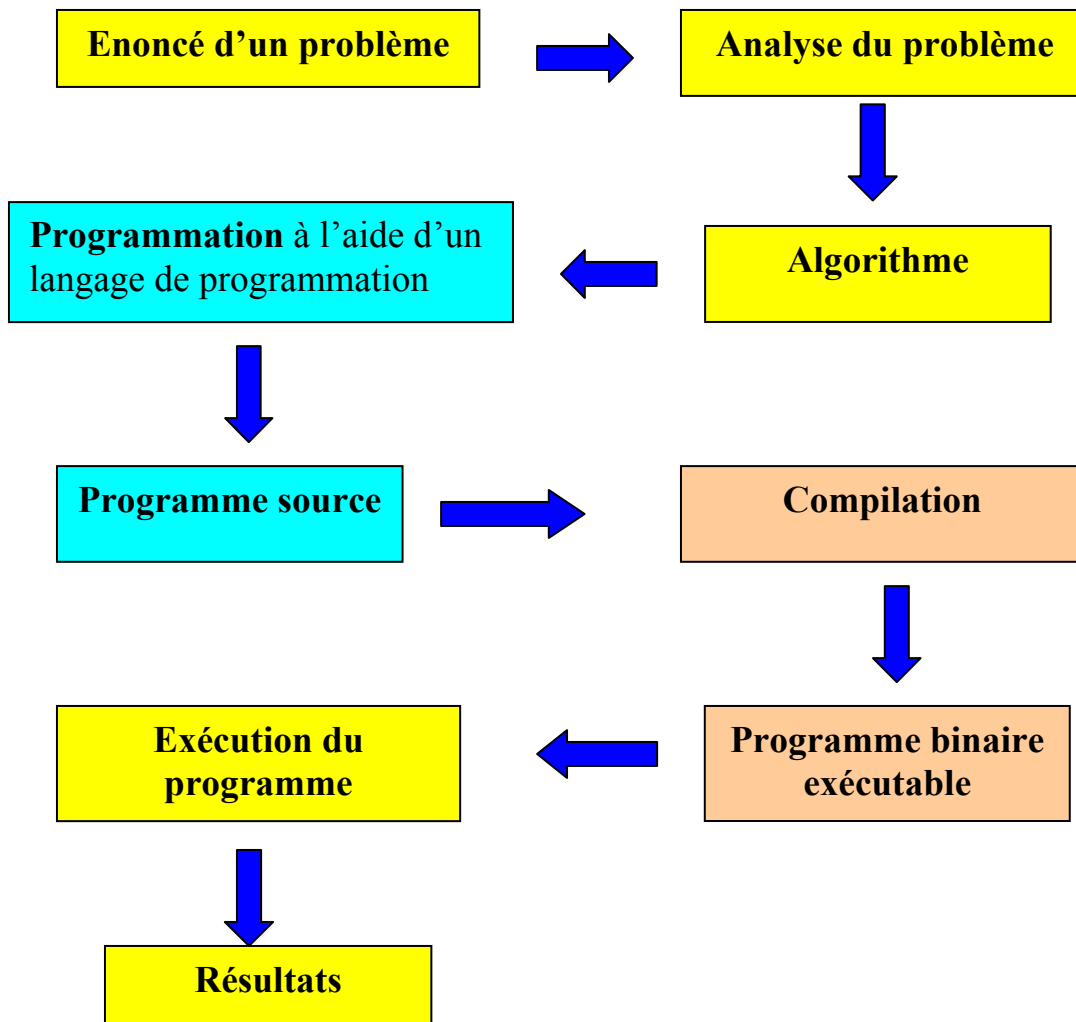 Enoncé d’un problème
Analyse du problème
Algorithme
Programmation à l’aide d’un
langage de programmation
Programme source
Compilation
Programme binaire
exécutable
Exécution du
programme
Résultats